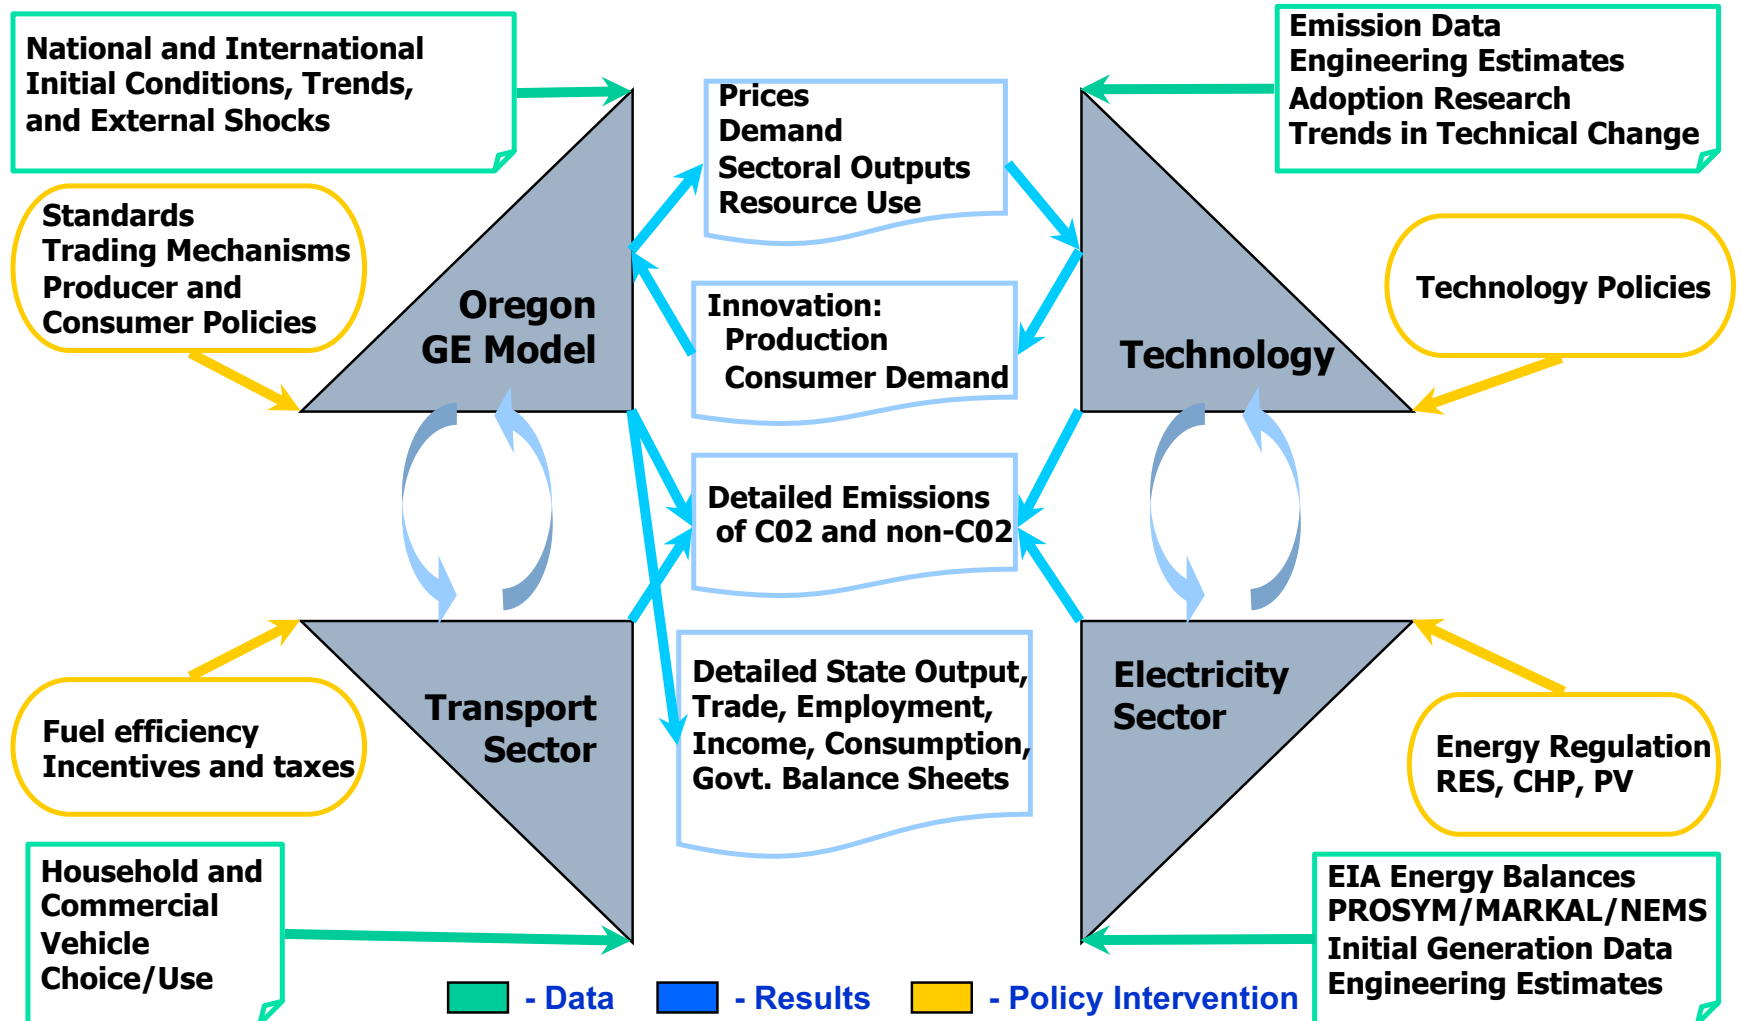 National and International
Initial Conditions, Trends,
and External Shocks
Prices
Demand
Sectoral Outputs
Resource Use
Emission Data
Engineering Estimates
Adoption Research
Trends in Technical Change
Standards
Trading Mechanisms
Producer and
Consumer Policies
Oregon
GE Model
Innovation:
Production
Consumer Demand
Technology
Technology Policies
Detailed Emissions
of C02 and non-C02
Fuel efficiency
Incentives and taxes
Transport
Sector
Detailed State Output,
Trade, Employment,
Income, Consumption,
Govt. Balance Sheets
Electricity
Sector
Energy Regulation
RES, CHP, PV
Household and
Commercial
Vehicle
Choice/Use
EIA Energy Balances
PROSYM/MARKAL/NEMS
Initial Generation Data
Engineering Estimates
- Data
- Results
- Policy Intervention